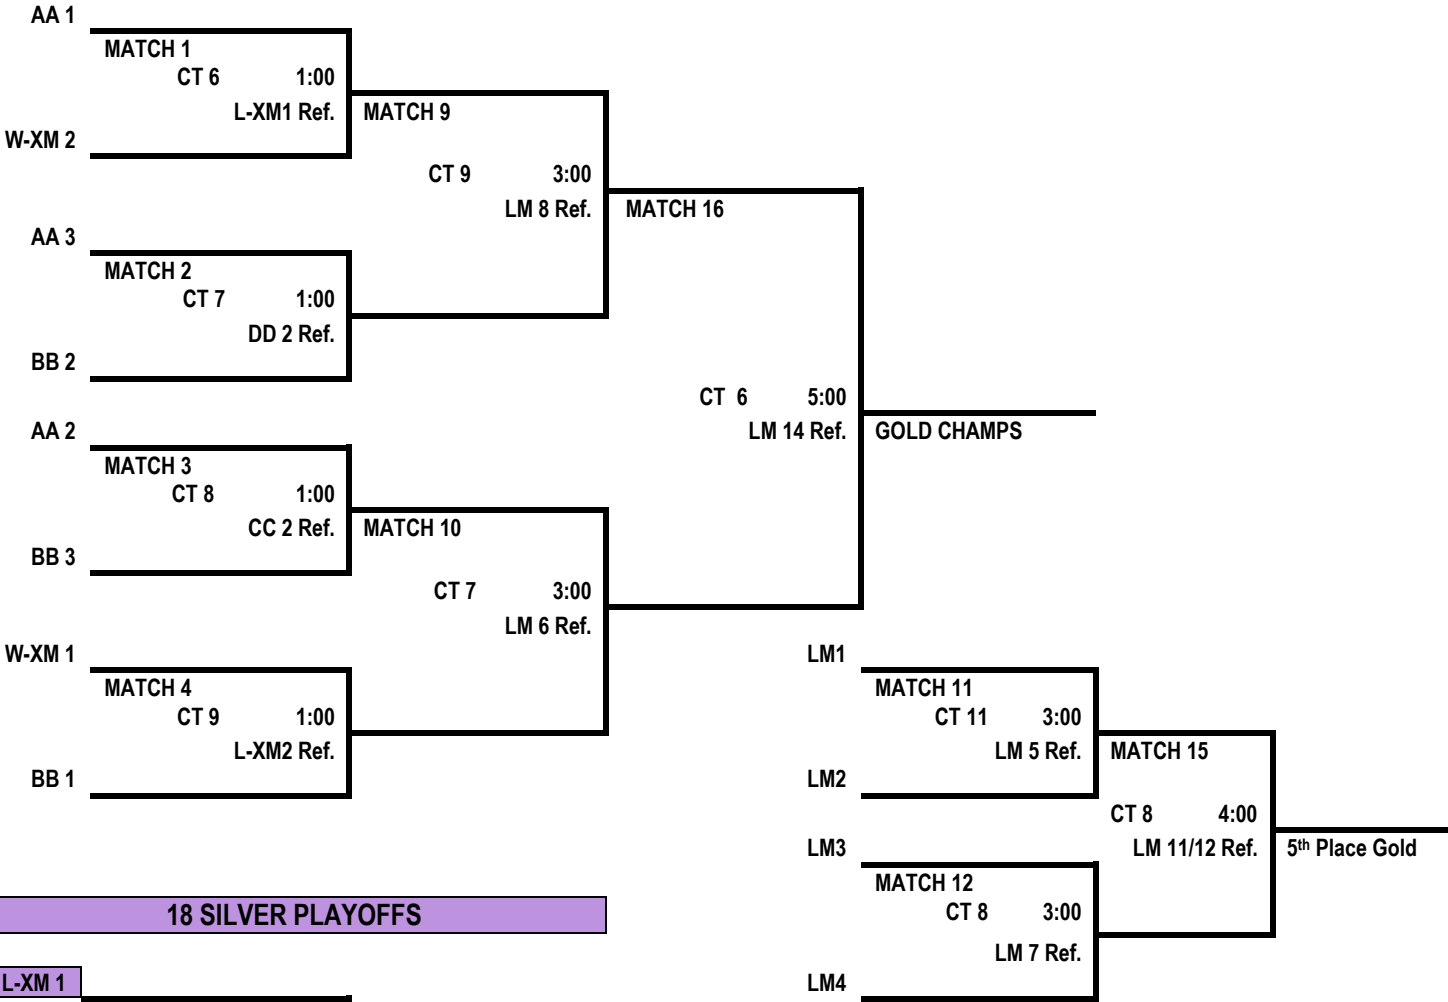 AA 1
MATCH 1
CT 6 1:00
L-XM1 Ref.
W-XM 2
MATCH 9
CT 9 3:00
LM 8 Ref.
AA 3
MATCH 2
CT 7 1:00
DD 2 Ref.
BB 2
MATCH 16
CT 6 5:00
LM 14 Ref.
GOLD CHAMPS
AA 2
MATCH 3
CT 8 1:00
CC 2 Ref.
BB 3
MATCH 10
CT 7 3:00
LM 6 Ref.
W-XM 1
MATCH 4
CT 9 1:00
L-XM2 Ref.
BB 1
LM1
MATCH 11
CT 11 3:00
LM 5 Ref.
LM2
MATCH 15
CT 8 4:00
LM 11/12 Ref.
5th Place Gold
LM3
MATCH 12
CT 8 3:00
LM 7 Ref.
LM4
18 SILVER PLAYOFFS
L-XM 1